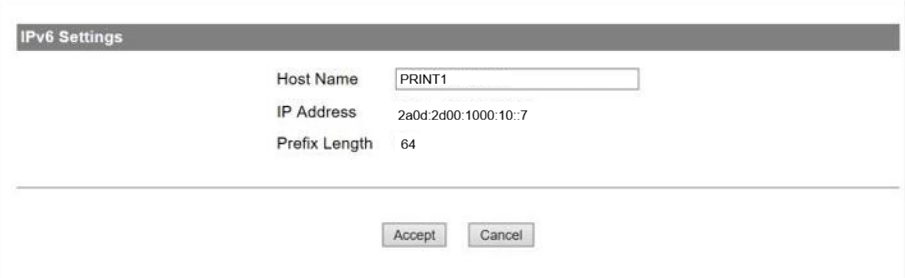 IPv6 Settings
Host Name PRINT1
IP Address 2a0d:2d00:1000:10::7
Prefix Length 64
Accept Cancel